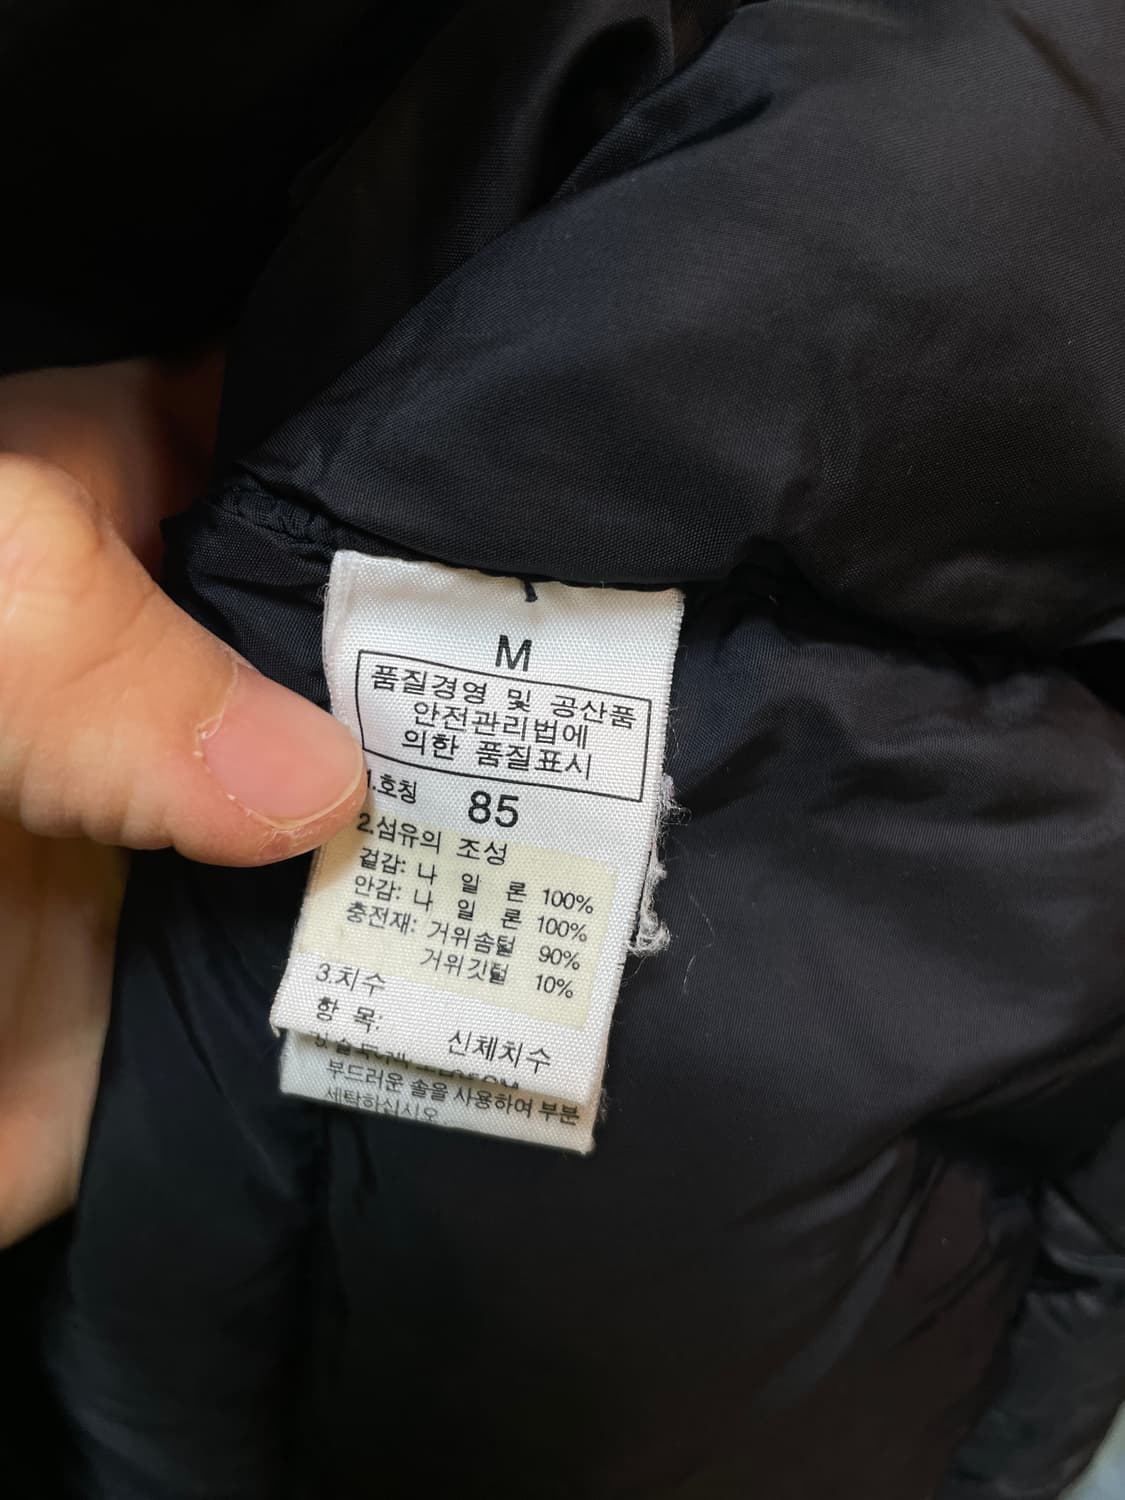 M
품질경영 및 공산품
안전관리법에
의한 품질표시
1.호칭 85
2.섬유의 조성
겉감: 나 일 론 100%
안감: 나 일 론 100%
충전재: 거위솜털 90%
거위깃털 10%
3.치수
항 목: 신체치수
부드러운 솔을 사용하여 부분
세탁하십시오